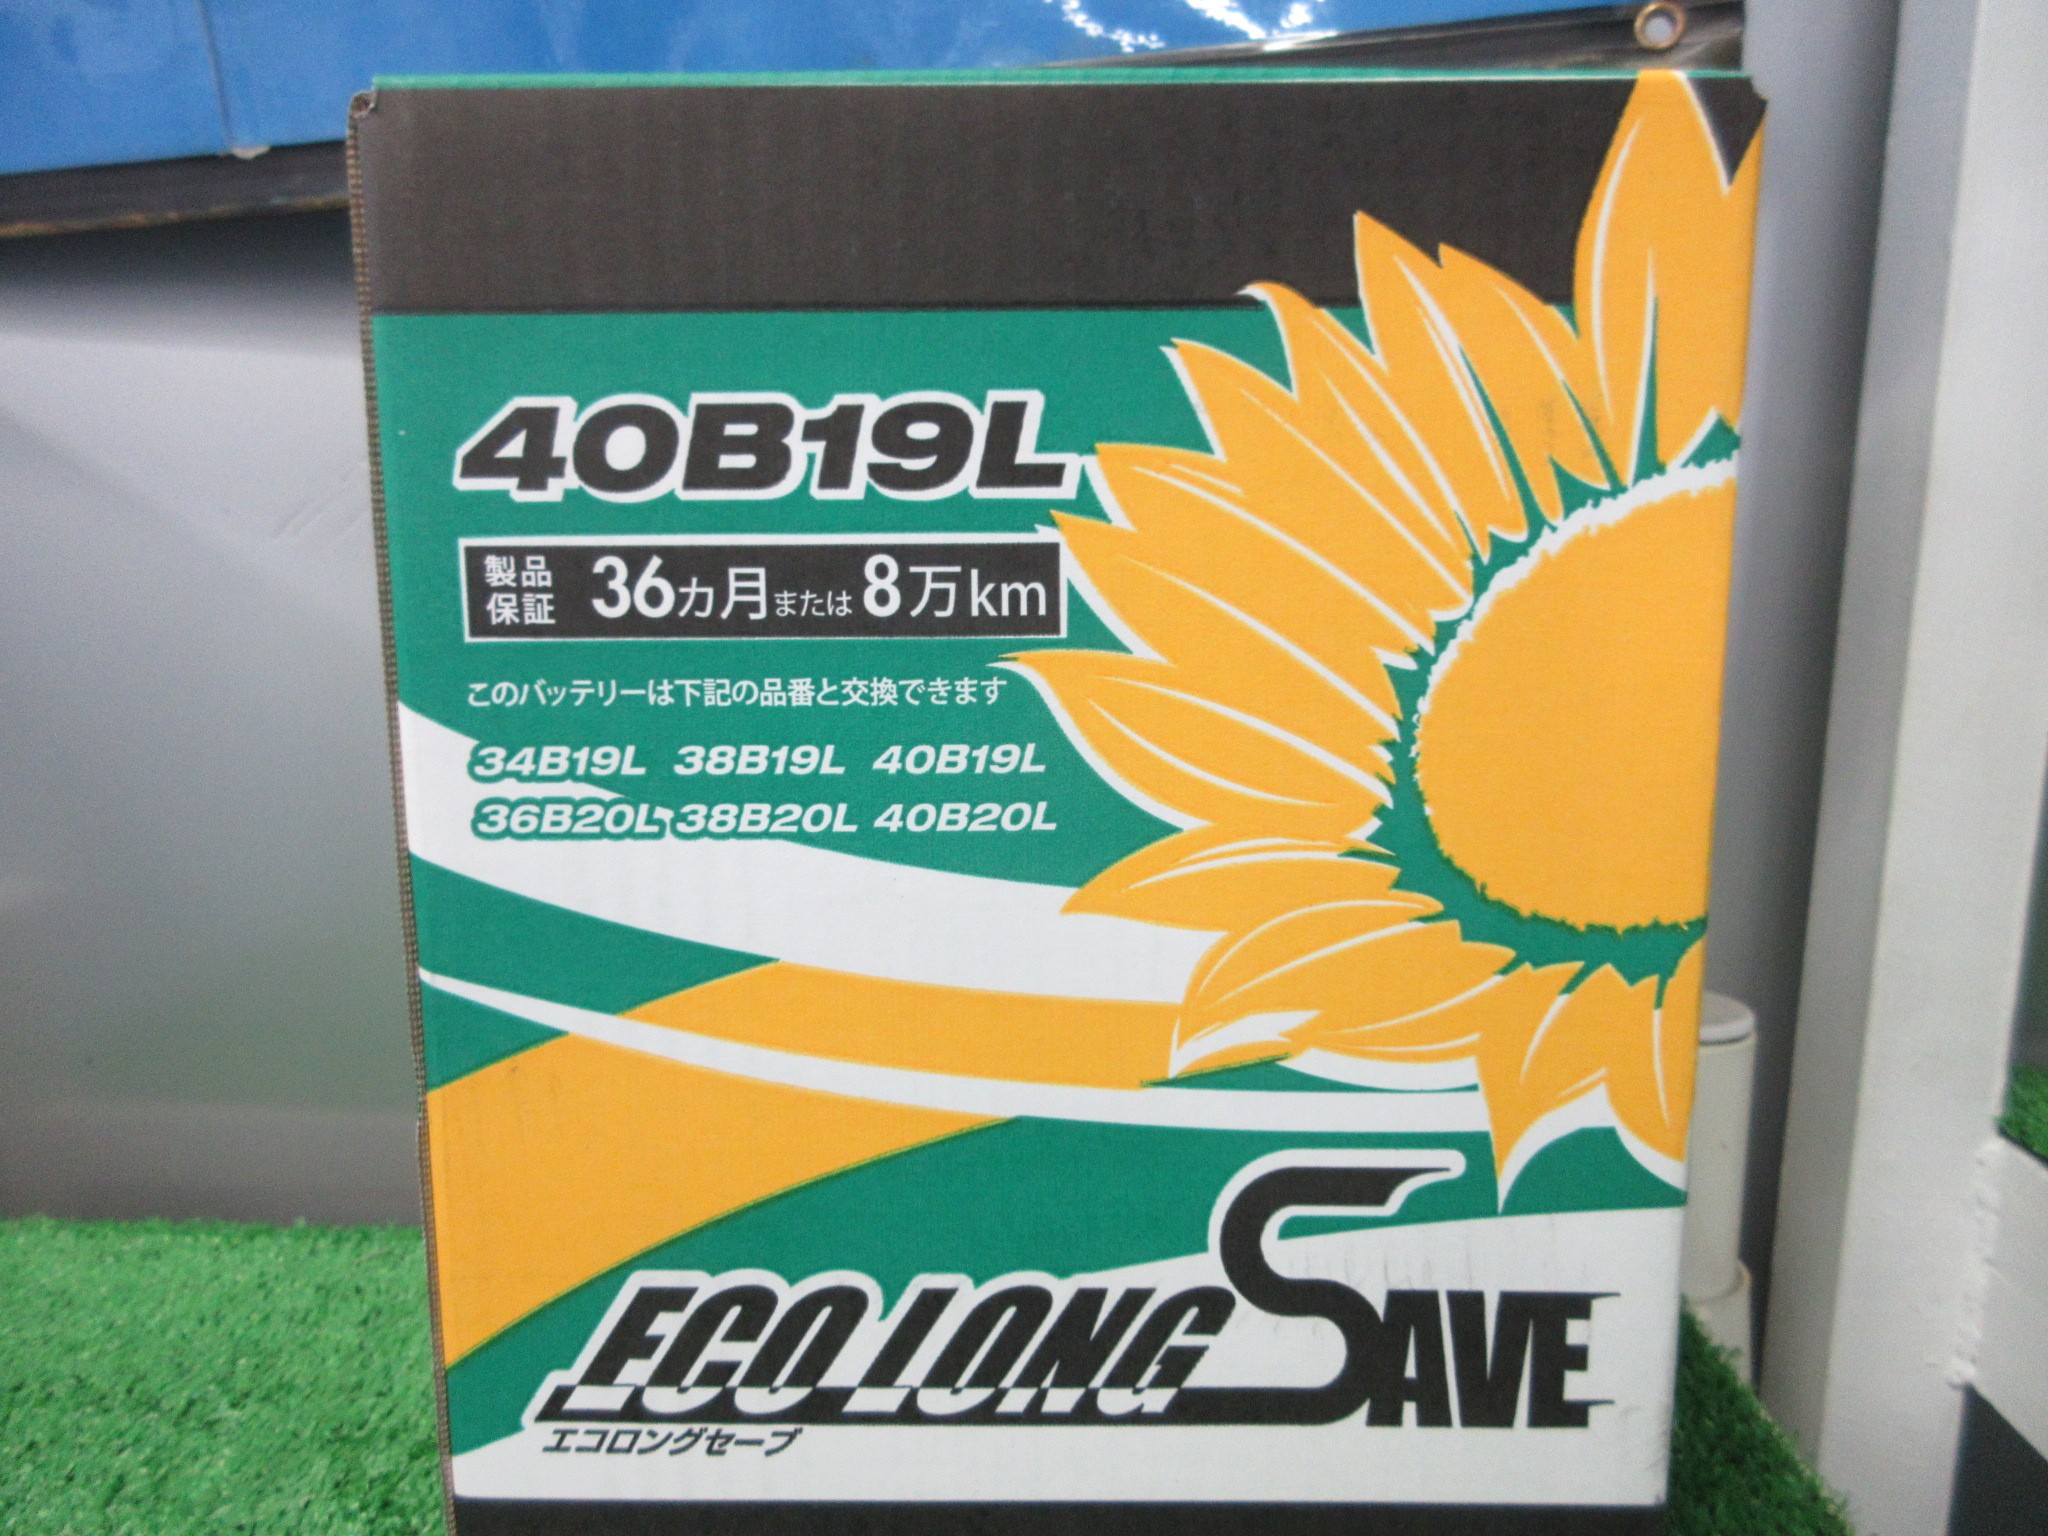 40B19L
製品保証 36カ月または8万km
このバッテリーは下記の品番と交換できます
34B19L 38B19L 40B19L
36B20L 38B20L 40B20L
ECO LONG SAVE
エコロングセーブ